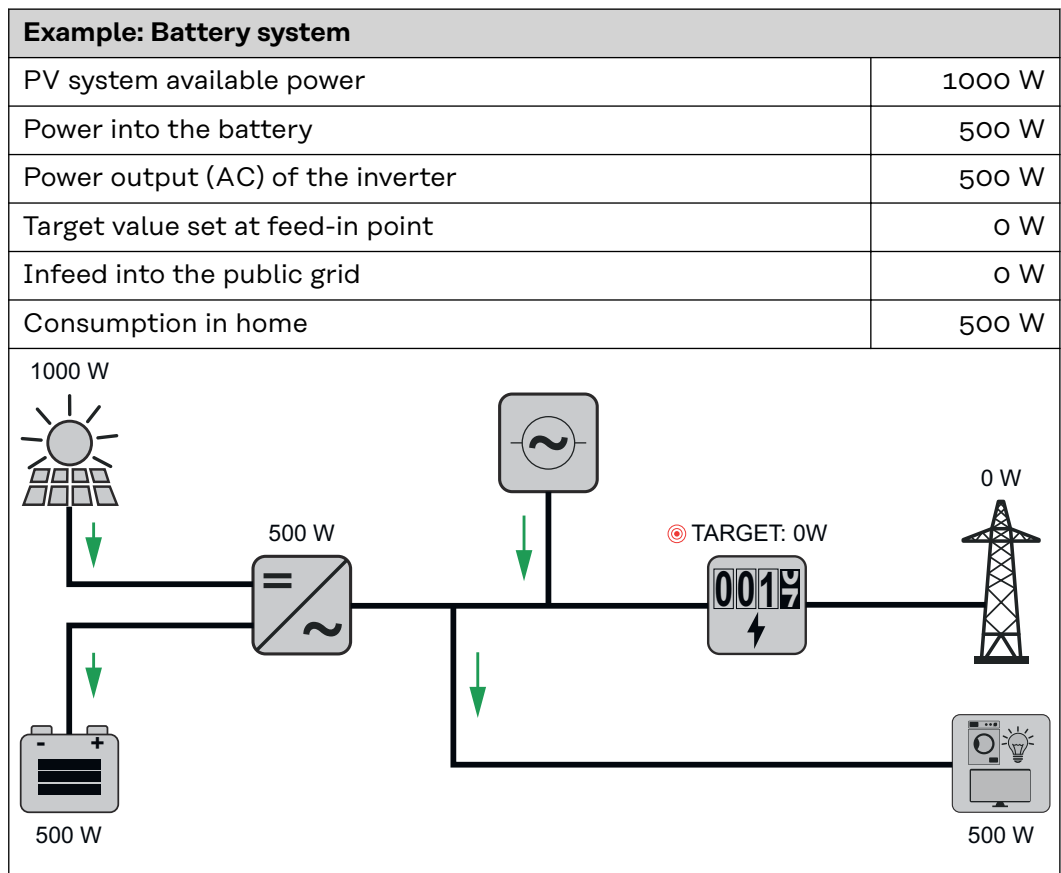 Example: Battery system
PV system available power 1000 W
Power into the battery 500 W
Power output (AC) of the inverter 500 W
Target value set at feed-in point 0 W
Infeed into the public grid 0 W
Consumption in home 500 W
1000 W
0 W
500 W
TARGET: 0W
001
- +
500 W
500 W